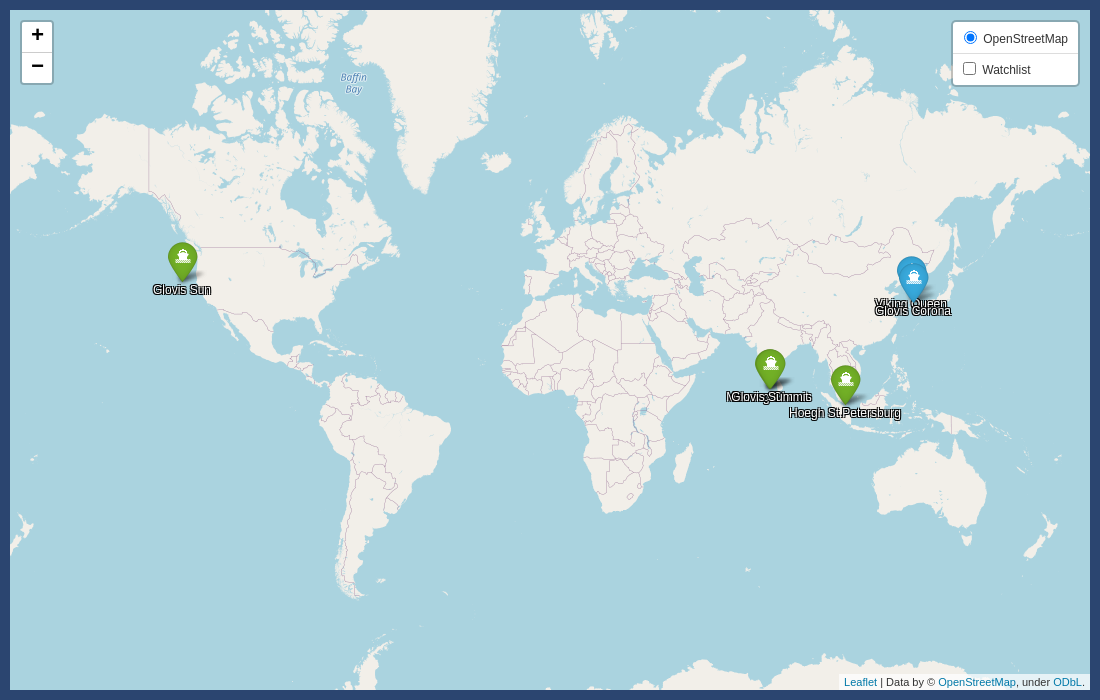 +
−
Baffin
Bay
OpenStreetMap
Watchlist
Glovis Sun
Viking Queen
Glovis Corona
Glovis Summit
Hoegh St.Petersburg
Leaflet | Data by © OpenStreetMap, under ODbL.